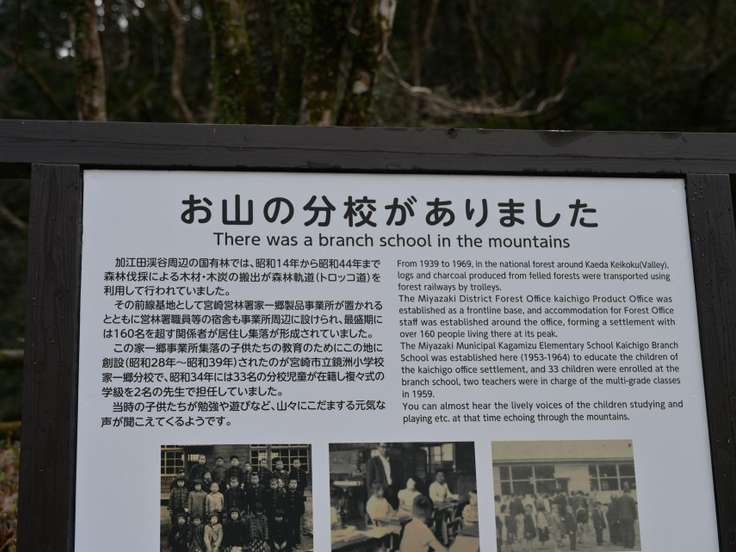 お山の分校がありました
There was a branch school in the mountains
加江田渓谷周辺の国有林では、昭和14年から昭和44年まで
森林伐採による木材・木炭の搬出が森林軌道(トロッコ道)を
利用して行われていました。
その前線基地として宮崎営林署家一郷製品事業所が置かれる
とともに営林署職員等の宿舎も事業所周辺に設けられ、最盛期に
は160名を超す関係者が居住し集落が形成されていました。
この家一郷事業所集落の子供たちの教育のためにこの地に
創設(昭和28年～昭和39年)されたのが宮崎市立鏡洲小学校
家一郷分校で、昭和34年には33名の分校児童が在籍し複々式の
学級を2名の先生で担任していました。
当時の子供たちが勉強や遊びなど、山々にこだまする元気な
声が聞こえてくるようです。
From 1939 to 1969, in the national forest around Kaeda Keikoku(Valley),
logs and charcoal produced from felled forests were transported using
forest railways by trolleys.
The Miyazaki District Forest Office kaichigo Product Office was
established as a frontline base, and accommodation for Forest Office
staff was established around the office, forming a settlement with
over 160 people living there at its peak.
The Miyazaki Municipal Kagamizu Elementary School Kaichigo Branch
School was established here (1953-1964) to educate the children of
the kaichigo office settlement, and 33 children were enrolled at the
branch school, two teachers were in charge of the multi-grade classes
in 1959.
You can almost hear the lively voices of the children studying and
playing etc. at that time echoing through the mountains.